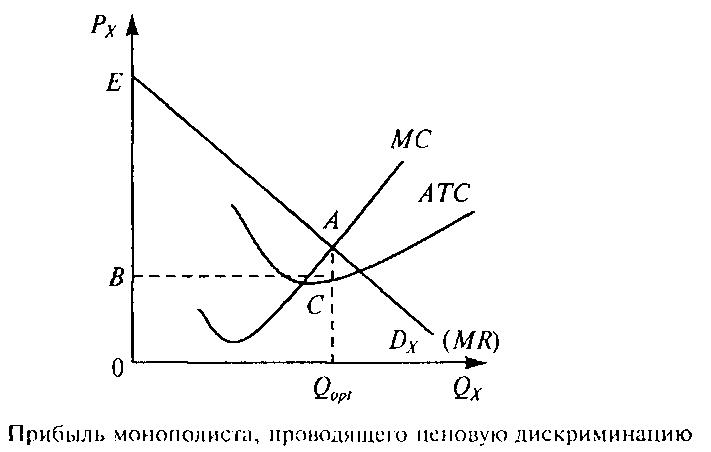 P_X
E
MC
ATC
A
B
C
0
D_X (MR)
Q_opt Q_X
Прибыль монополиста, проводящего ценовую дискриминацию